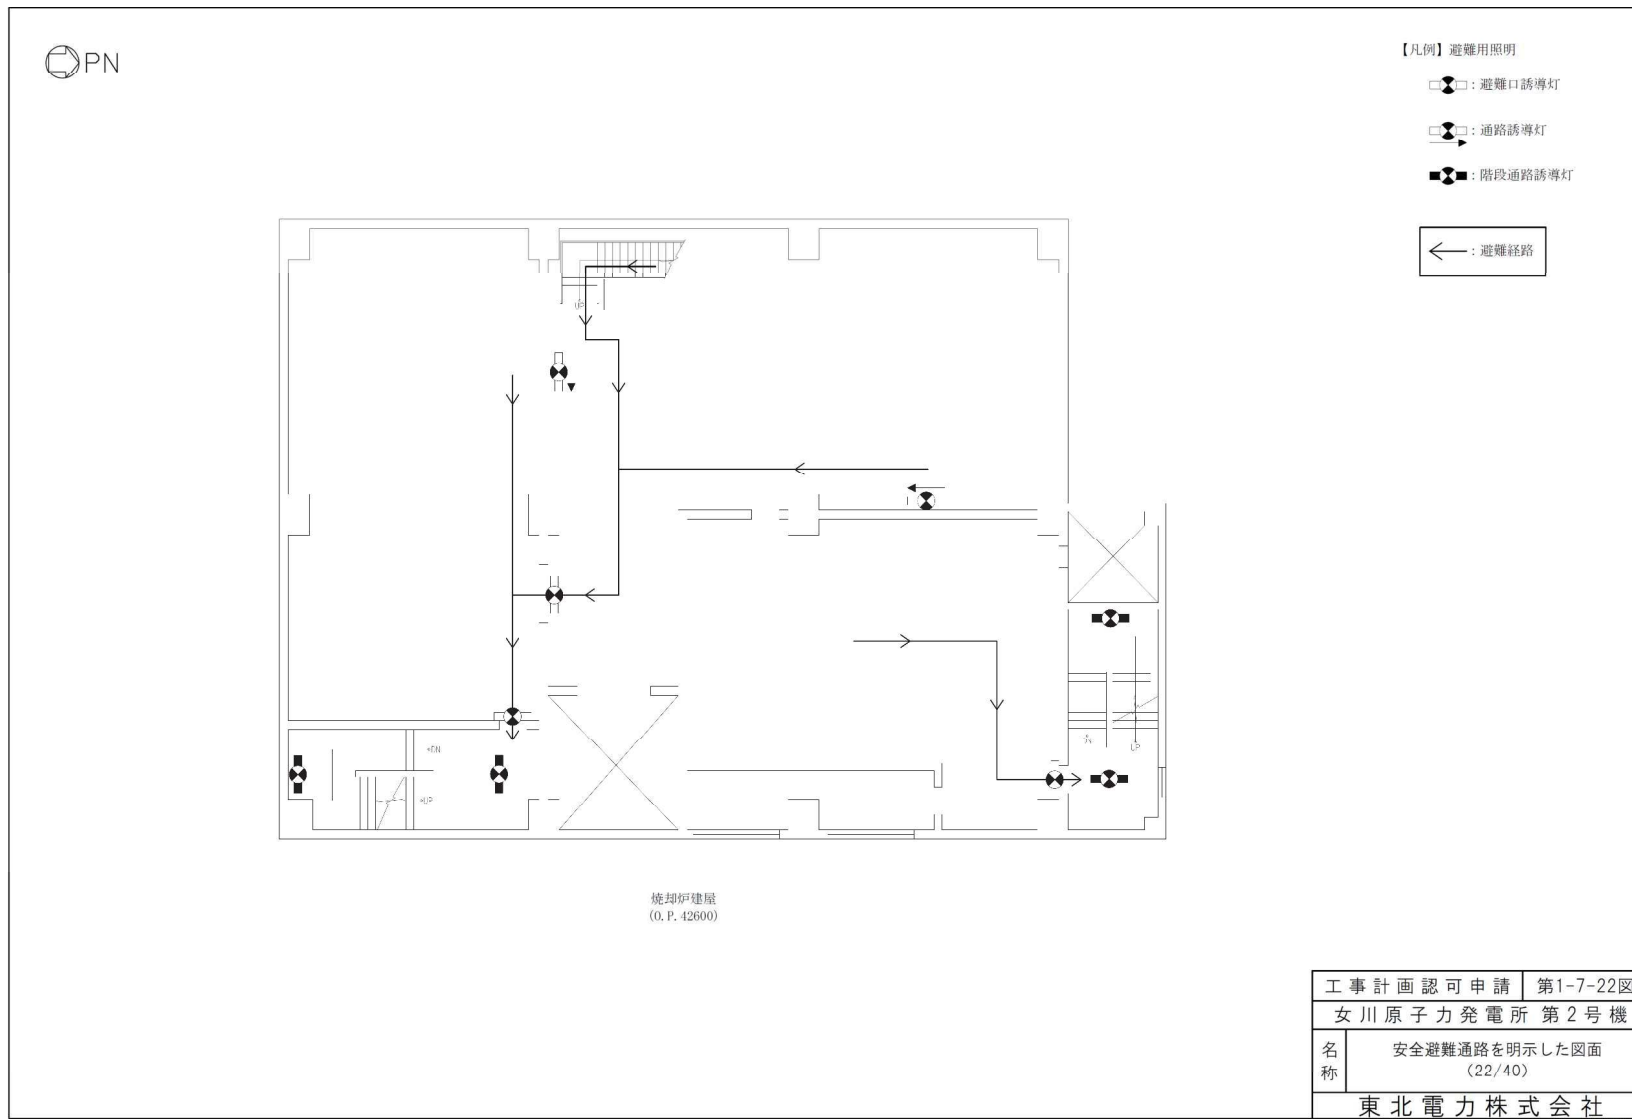 PN
【凡例】避難用照明
：避難口誘導灯
：通路誘導灯
：階段通路誘導灯
：避難経路
UP
DN
UP
UP
焼却炉建屋
(O.P.42600)
工事計画認可申請 第1-7-22図
女川原子力発電所 第2号機
名称 安全避難通路を明示した図面
(22/40)
東北電力株式会社